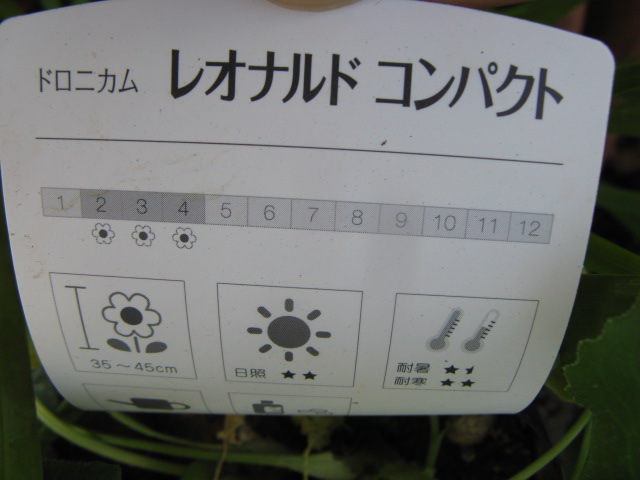 ドロニカム レオナルド コンパクト
1 2 3 4 5 6 7 8 9 10 11 12
35～45cm
日照 ★★
耐暑 ★
耐寒 ★★